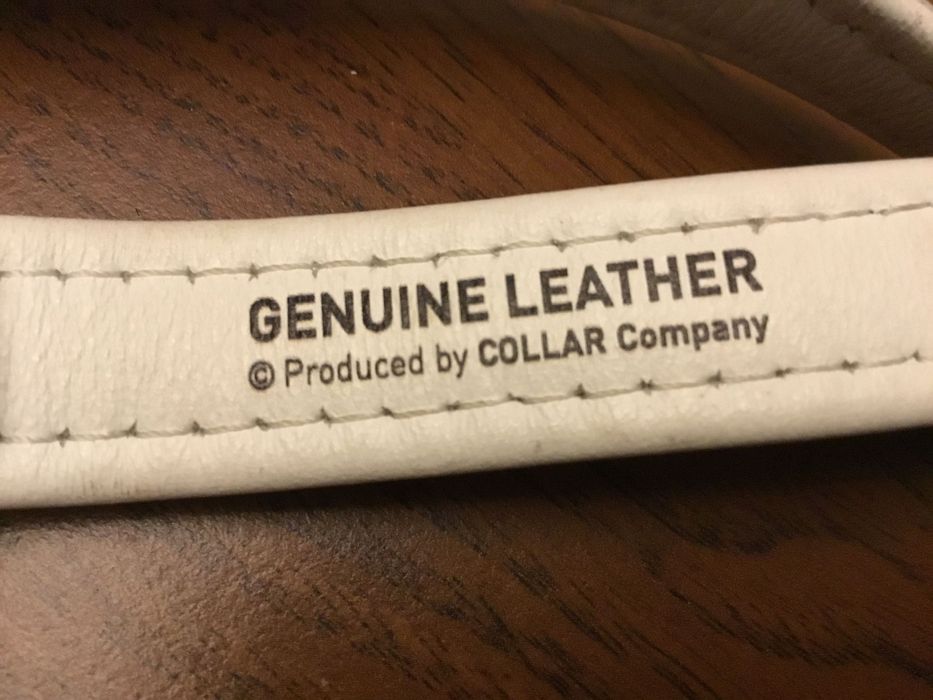 GENUINE LEATHER
© Produced by COLLAR Company